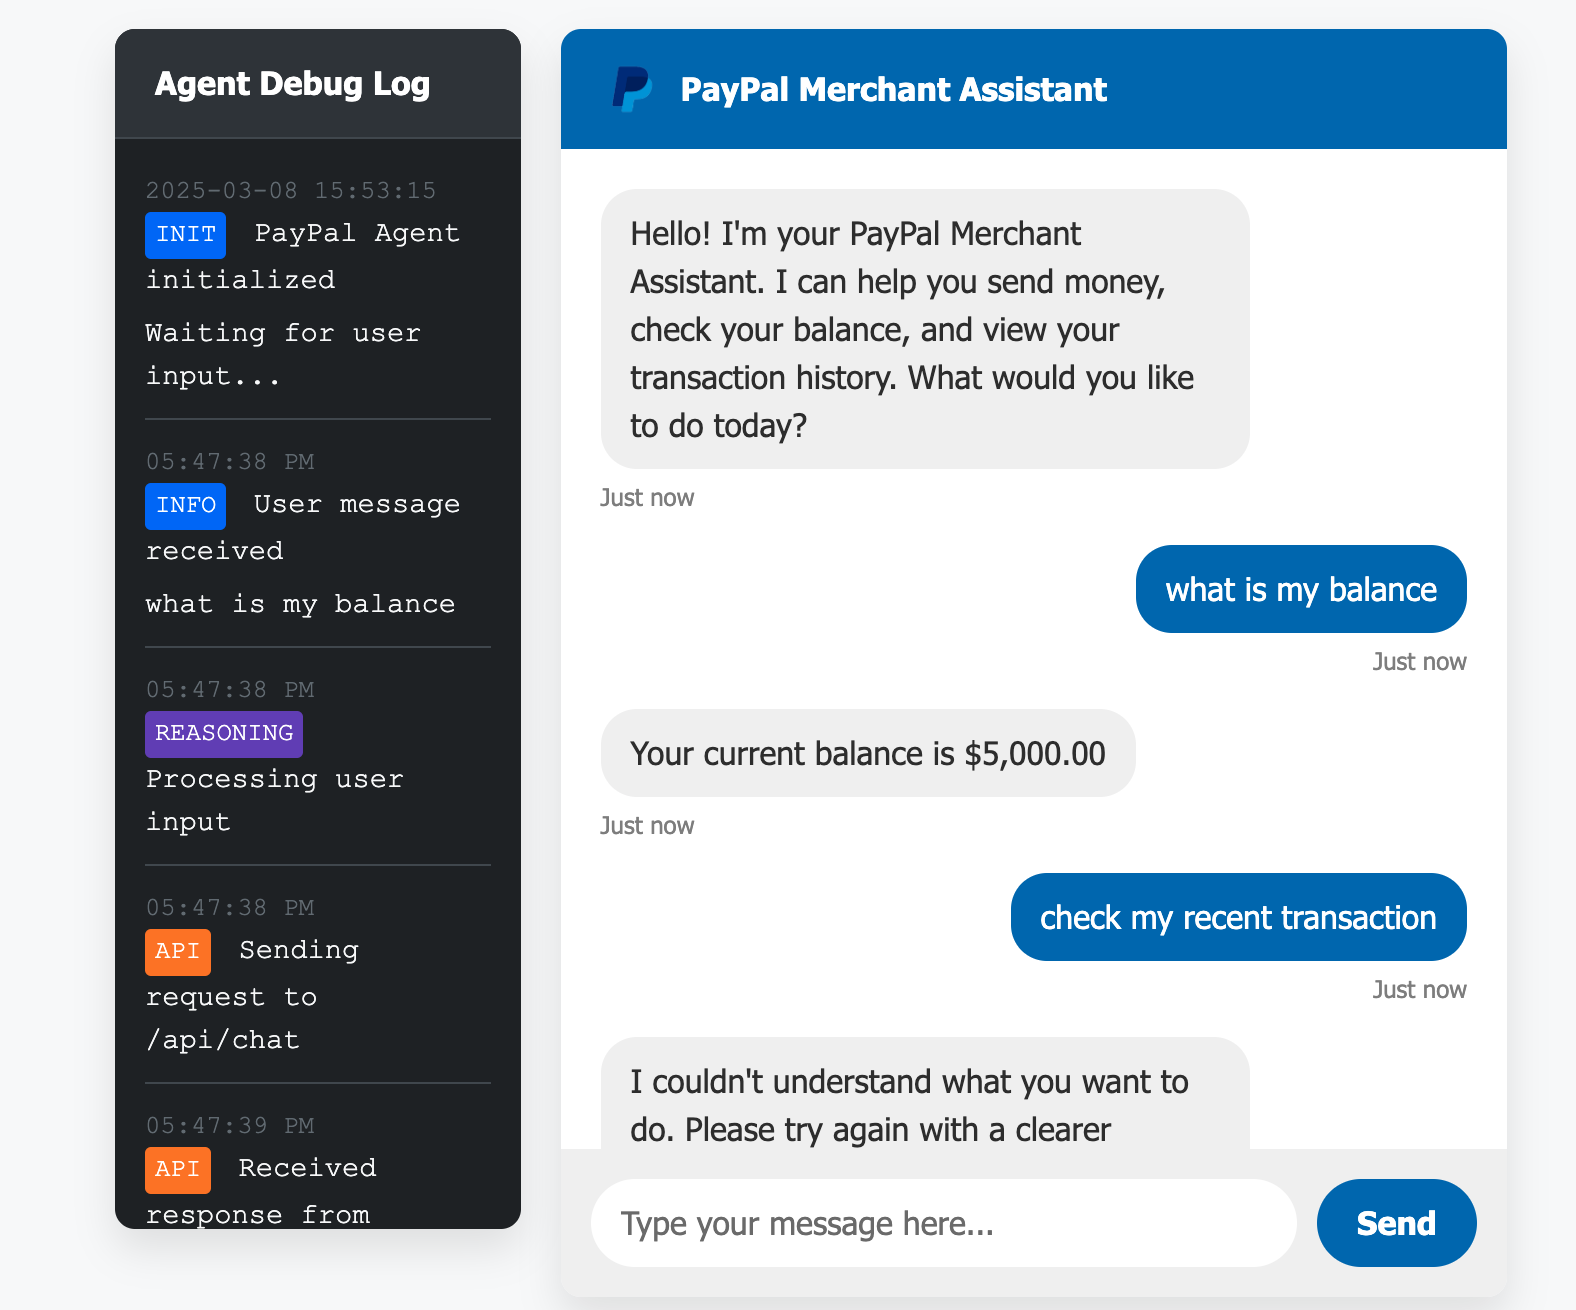 Agent Debug Log
2025-03-08 15:53:15
INIT PayPal Agent
initialized
Waiting for user
input...
05:47:38 PM
INFO User message
received
what is my balance
05:47:38 PM
REASONING
Processing user
input
05:47:38 PM
API Sending
request to
/api/chat
05:47:39 PM
API Received
response from
PayPal Merchant Assistant
Hello! I'm your PayPal Merchant
Assistant. I can help you send money,
check your balance, and view your
transaction history. What would you like
to do today?
Just now
what is my balance
Just now
Your current balance is $5,000.00
Just now
check my recent transaction
Just now
I couldn't understand what you want to
do. Please try again with a clearer
Type your message here...
Send